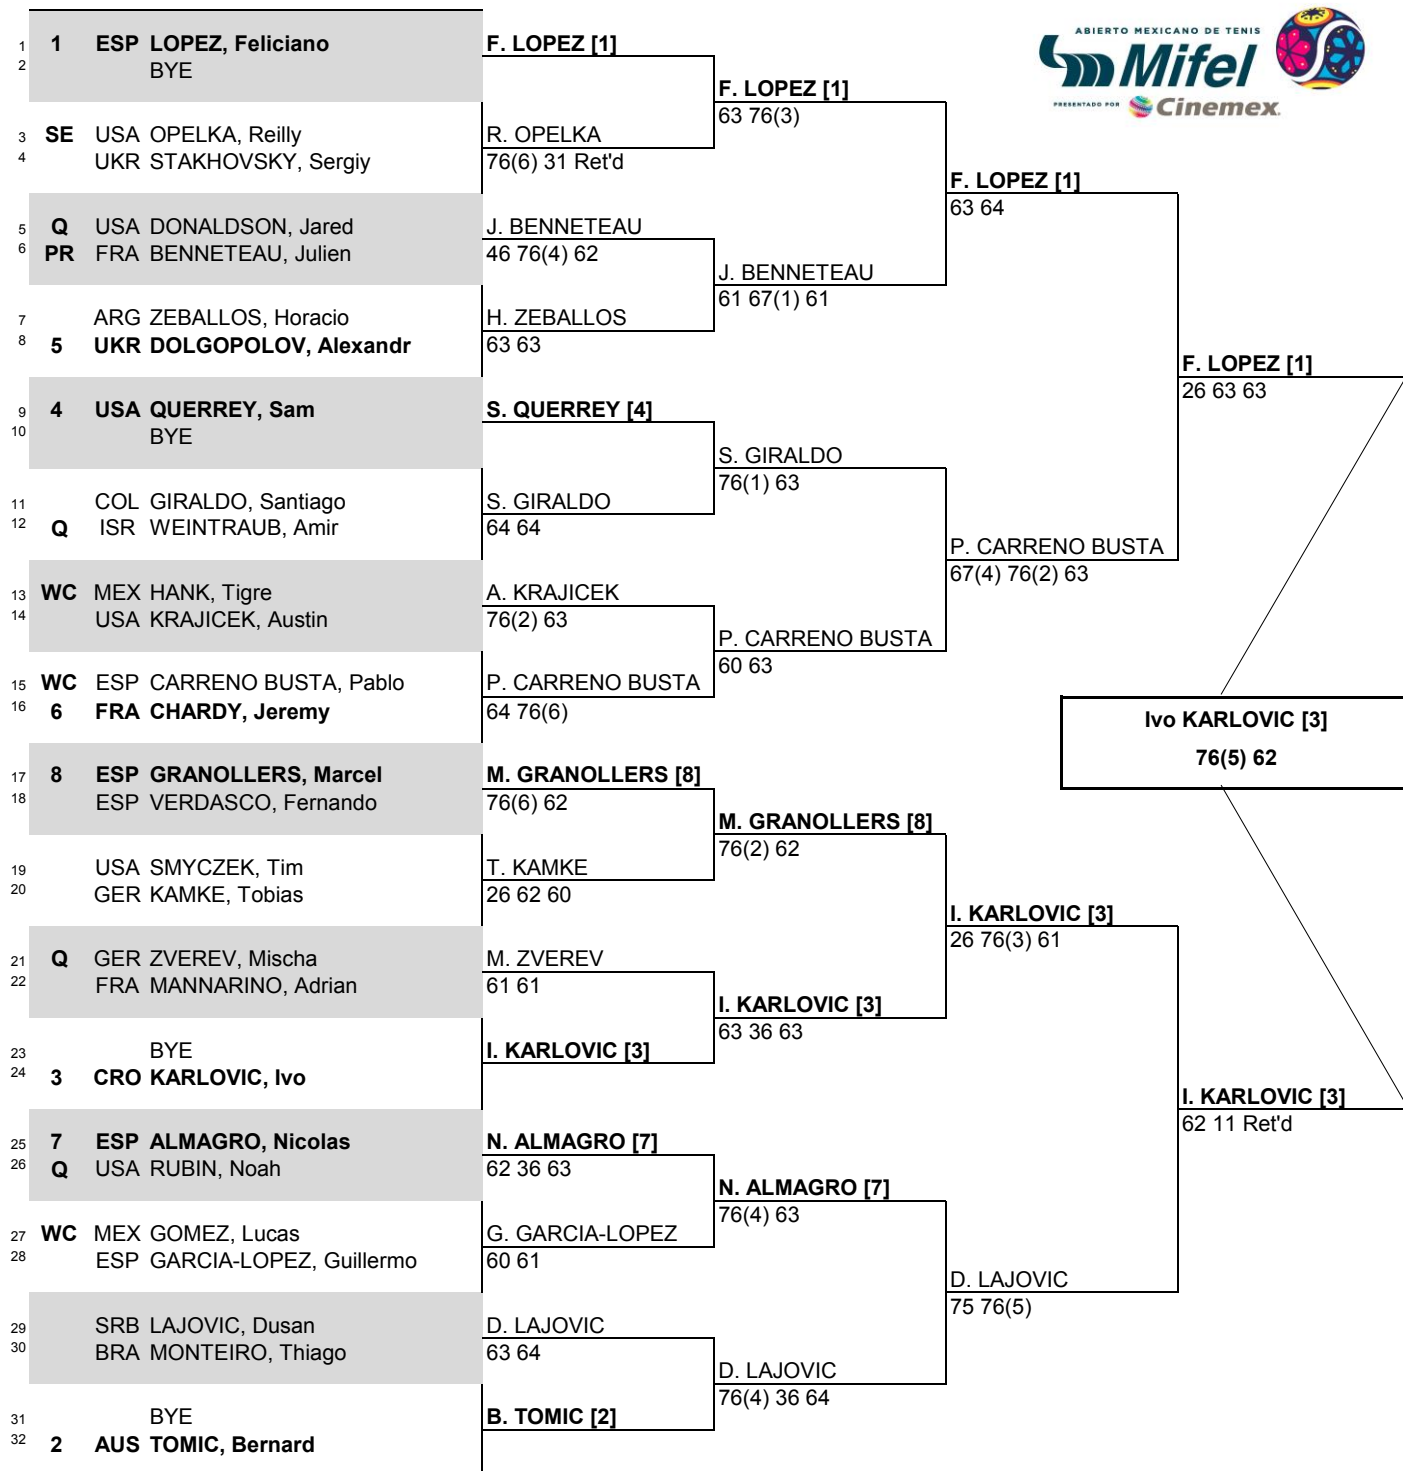 ABIERTO MEXICANO DE TENIS
Mifel
PRESENTADO POR Cinemex
1 1 ESP LOPEZ, Feliciano
2 BYE
3 SE USA OPELKA, Reilly
4 UKR STAKHOVSKY, Sergiy
5 Q USA DONALDSON, Jared
6 PR FRA BENNETEAU, Julien
7 ARG ZEBALLOS, Horacio
8 5 UKR DOLGOPOLOV, Alexandr
9 4 USA QUERREY, Sam
10 BYE
11 COL GIRALDO, Santiago
12 Q ISR WEINTRAUB, Amir
13 WC MEX HANK, Tigre
14 USA KRAJICEK, Austin
15 WC ESP CARRENO BUSTA, Pablo
16 6 FRA CHARDY, Jeremy
17 8 ESP GRANOLLERS, Marcel
18 ESP VERDASCO, Fernando
19 USA SMYCZEK, Tim
20 GER KAMKE, Tobias
21 Q GER ZVEREV, Mischa
22 FRA MANNARINO, Adrian
23 BYE
24 3 CRO KARLOVIC, Ivo
25 7 ESP ALMAGRO, Nicolas
26 Q USA RUBIN, Noah
27 WC MEX GOMEZ, Lucas
28 ESP GARCIA-LOPEZ, Guillermo
29 SRB LAJOVIC, Dusan
30 BRA MONTEIRO, Thiago
31 BYE
32 2 AUS TOMIC, Bernard
F. LOPEZ [1]
R. OPELKA
76(6) 31 Ret'd
J. BENNETEAU
46 76(4) 62
H. ZEBALLOS
63 63
S. QUERREY [4]
S. GIRALDO
64 64
A. KRAJICEK
76(2) 63
P. CARRENO BUSTA
64 76(6)
M. GRANOLLERS [8]
76(6) 62
T. KAMKE
26 62 60
M. ZVEREV
61 61
I. KARLOVIC [3]
N. ALMAGRO [7]
62 36 63
G. GARCIA-LOPEZ
60 61
D. LAJOVIC
63 64
B. TOMIC [2]
F. LOPEZ [1]
63 76(3)
J. BENNETEAU
61 67(1) 61
S. GIRALDO
76(1) 63
P. CARRENO BUSTA
60 63
M. GRANOLLERS [8]
76(2) 62
I. KARLOVIC [3]
63 36 63
N. ALMAGRO [7]
76(4) 63
D. LAJOVIC
76(4) 36 64
F. LOPEZ [1]
63 64
P. CARRENO BUSTA
67(4) 76(2) 63
I. KARLOVIC [3]
26 76(3) 61
D. LAJOVIC
75 76(5)
F. LOPEZ [1]
26 63 63
I. KARLOVIC [3]
62 11 Ret'd
Ivo KARLOVIC [3]
76(5) 62